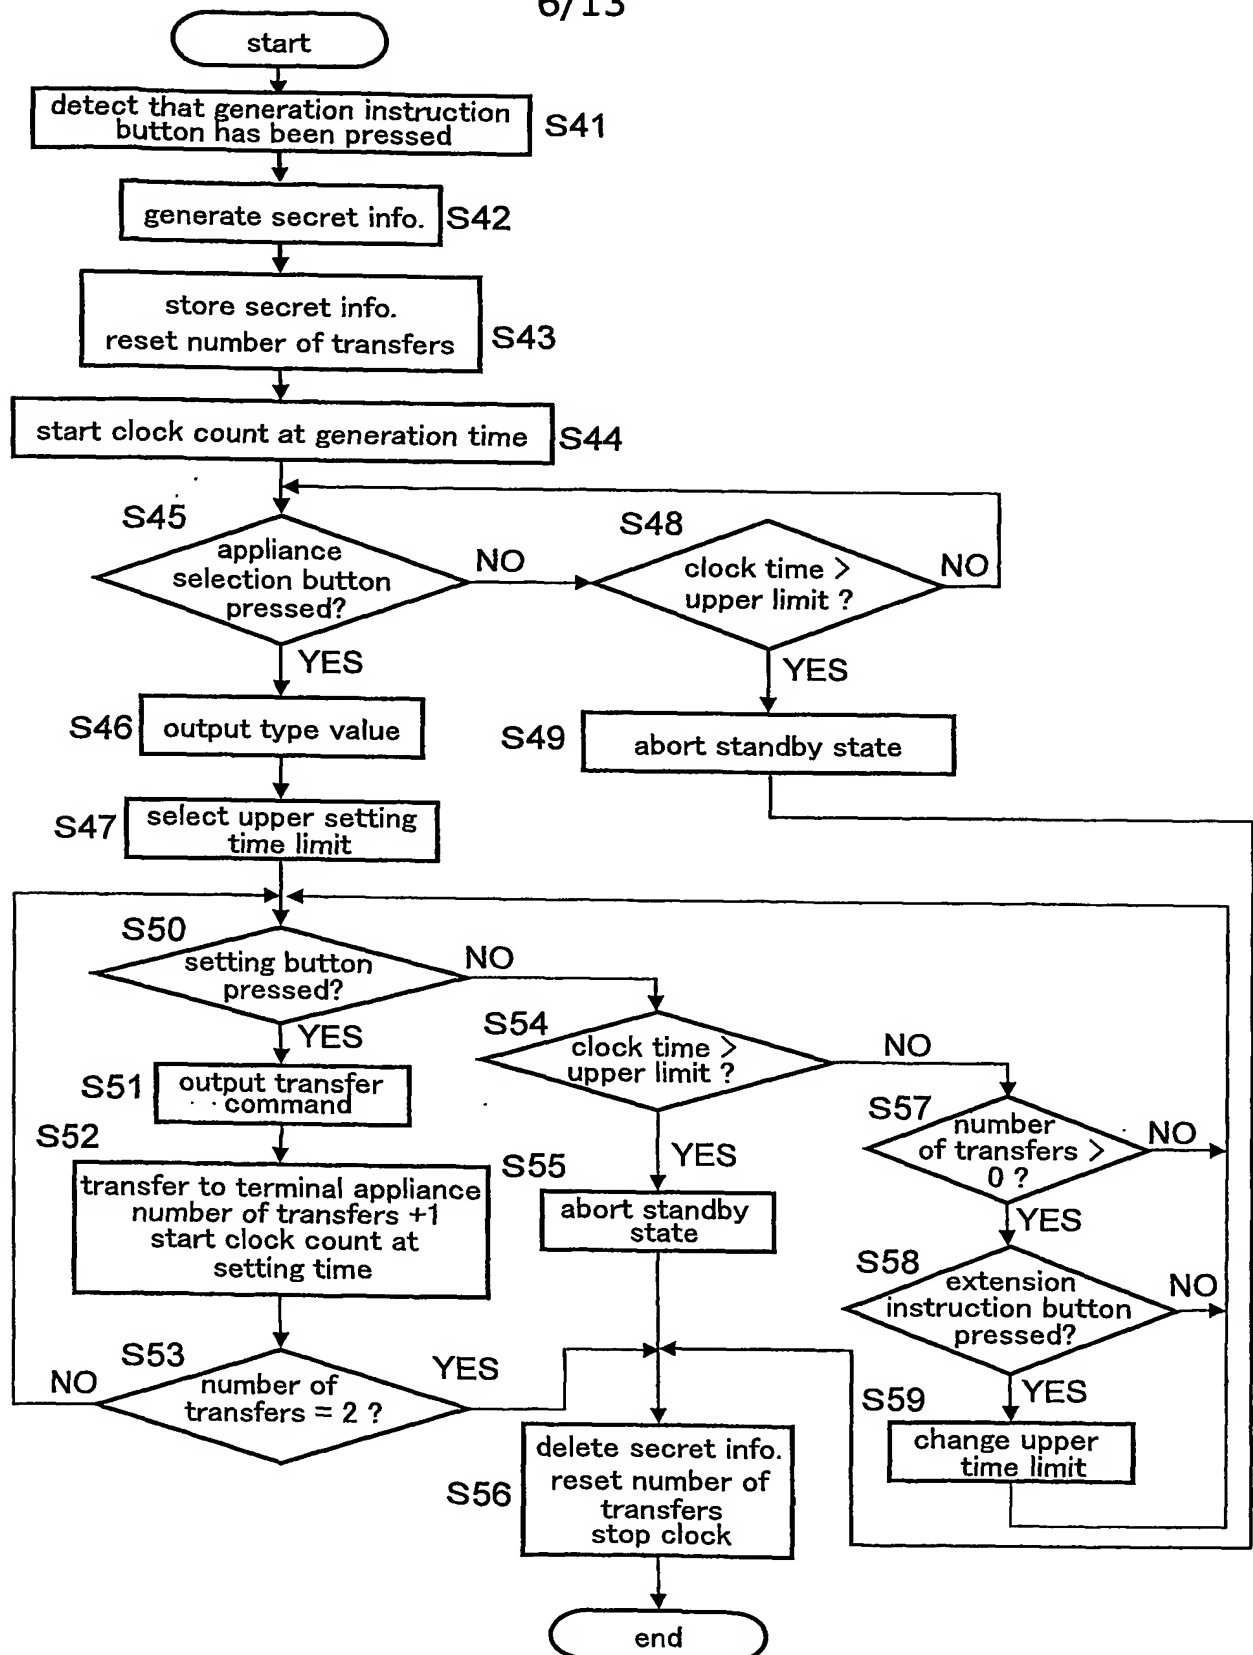 6/13
start
detect that generation instruction
button has been pressed
S41
generate secret info.
S42
store secret info.
reset number of transfers
S43
start clock count at generation time
S44
S45
appliance
selection button
pressed?
NO
YES
S48
clock time >
upper limit ?
NO
YES
S46
output type value
S49
abort standby state
S47
select upper setting
time limit
S50
setting button
pressed?
NO
YES
S51
output transfer
command
S54
clock time >
upper limit ?
NO
YES
S52
transfer to terminal appliance
number of transfers +1
start clock count at
setting time
S55
abort standby
state
S57
number
of transfers >
0 ?
NO
YES
S58
extension
instruction button
pressed?
NO
YES
S53
number of
transfers = 2 ?
NO
YES
S59
change upper
time limit
S56
delete secret info.
reset number of
transfers
stop clock
end